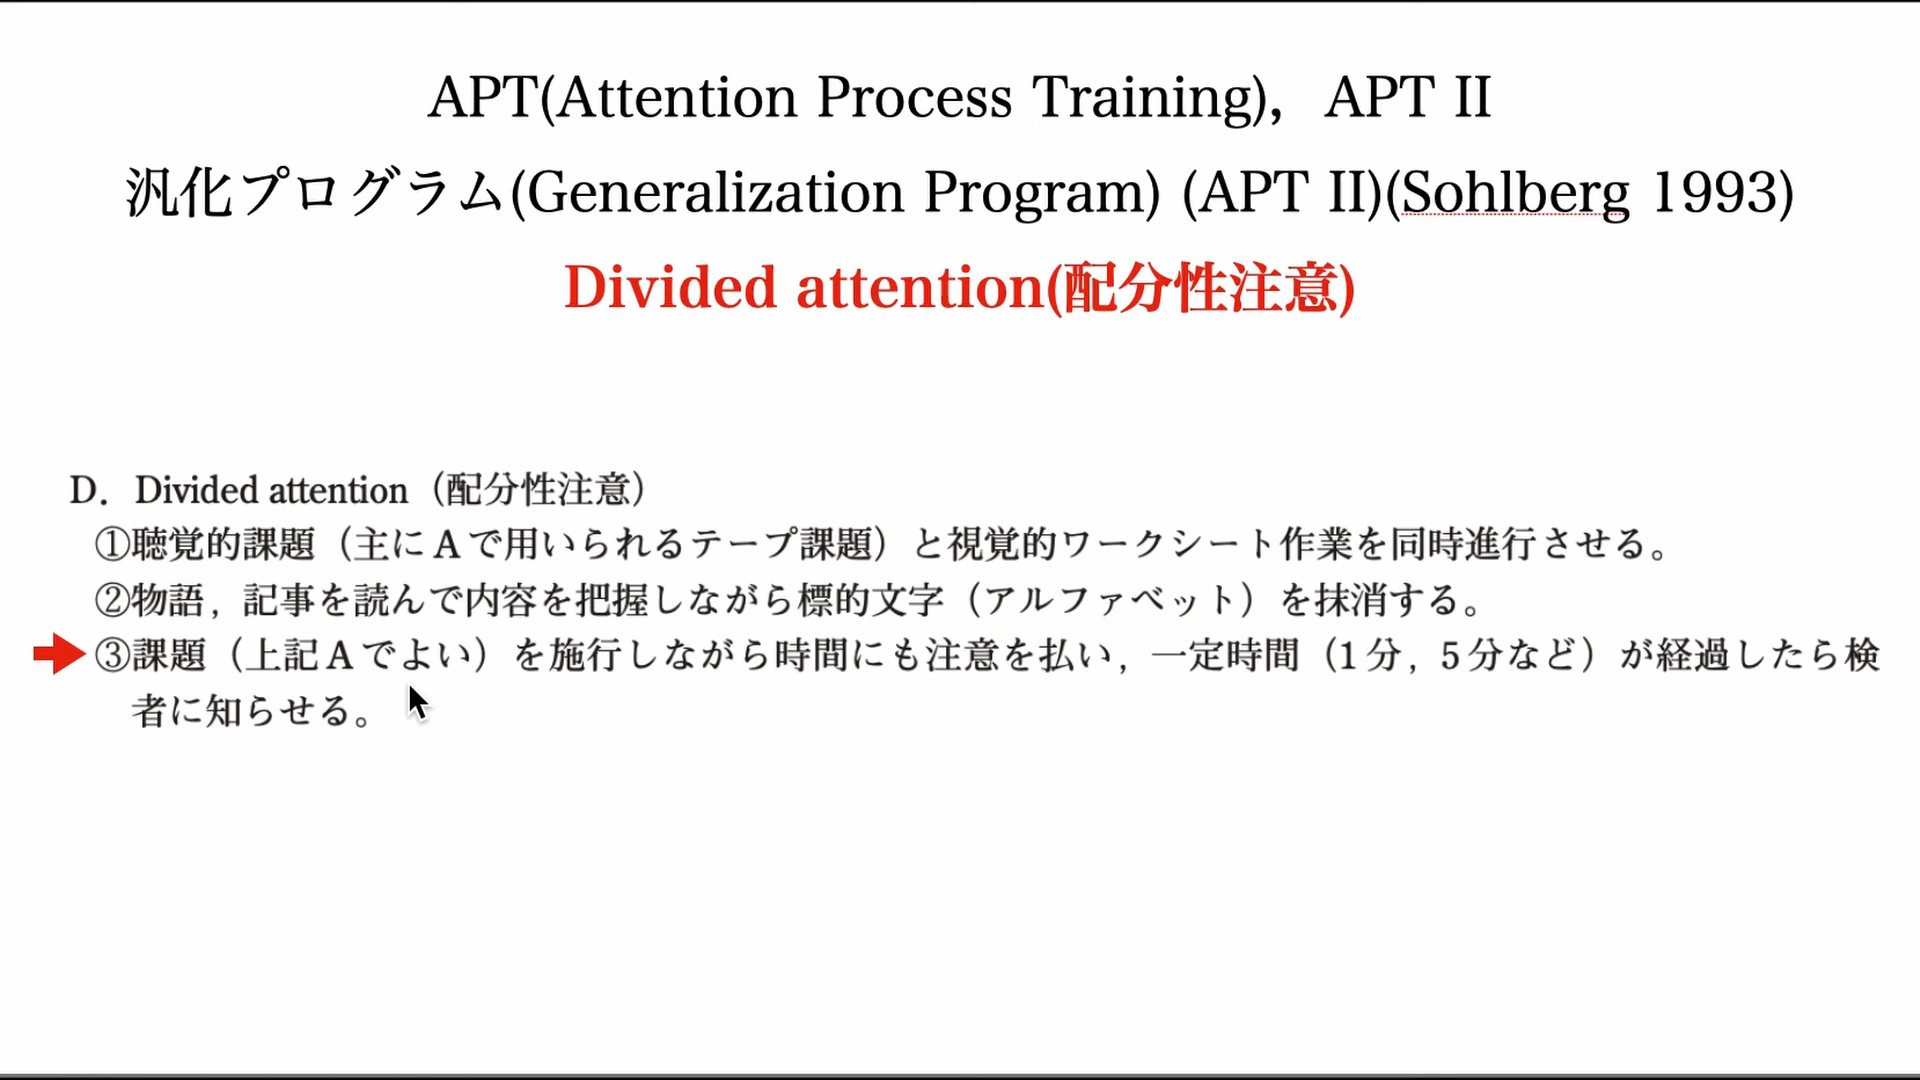 APT(Attention Process Training),  APT II
汎化プログラム(Generalization Program) (APT II)(Sohlberg 1993)
Divided attention(配分性注意)
D．Divided attention（配分性注意）
①聴覚的課題（主に A で用いられるテープ課題）と視覚的ワークシート作業を同時進行させる。
②物語，記事を読んで内容を把握しながら標的文字（アルファベット）を抹消する。
③課題（上記 A でよい）を施行しながら時間にも注意を払い，一定時間（1 分，5 分など）が経過したら検
者に知らせる。